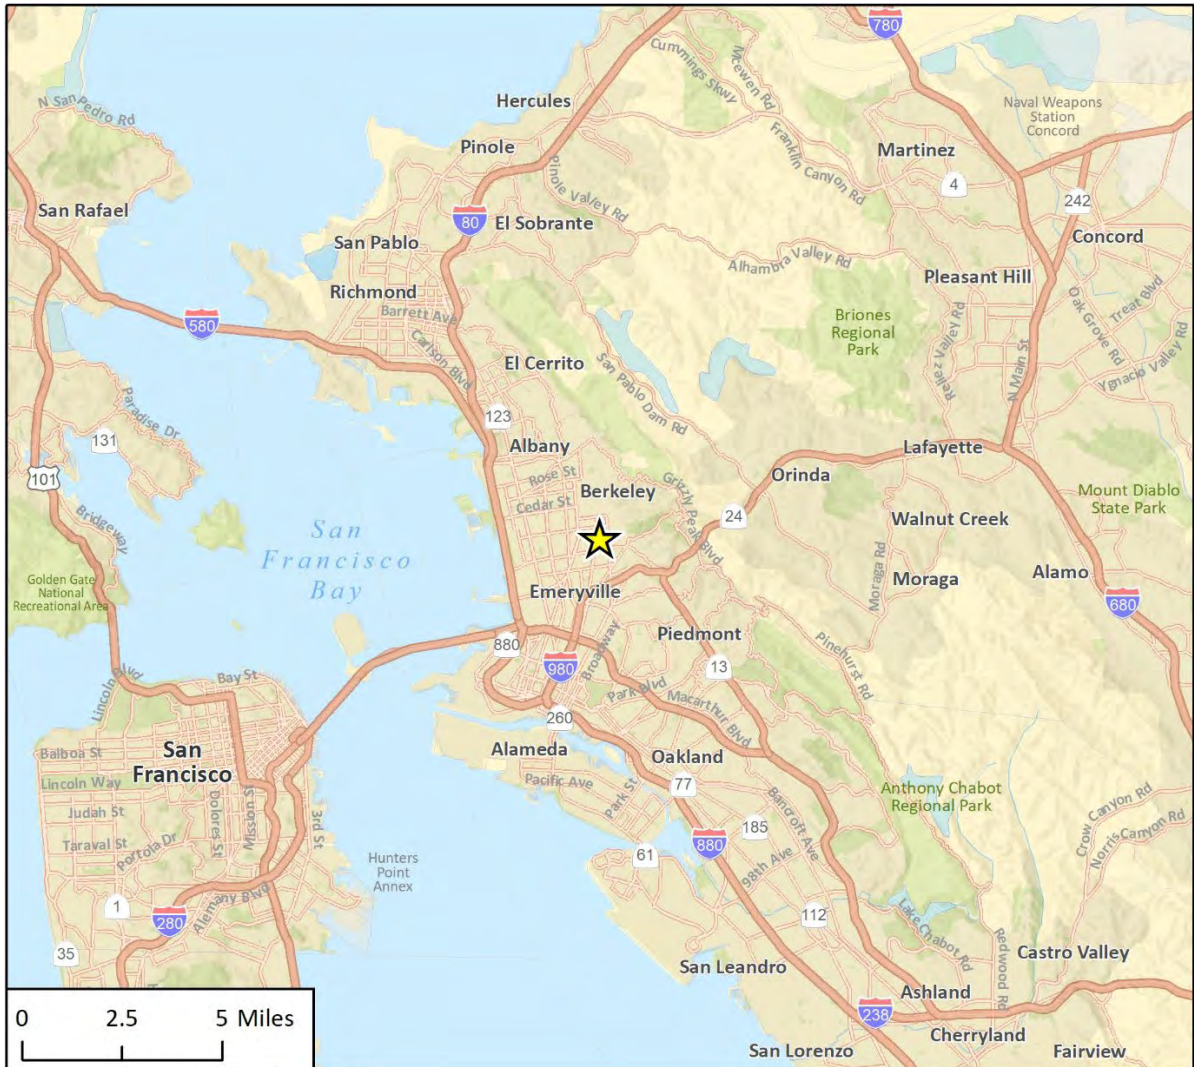 780
Cummings Skwy
Mcewen Rd
Hercules
Naval Weapons
Station
Concord
N San Pedro Rd
Pinole
Franklin Canyon Rd
Martinez
4
Pinole Valley Rd
242
San Rafael
80
El Sobrante
San Pablo
Concord
Alhambra Valley Rd
Pleasant Hill
Richmond
Barrett Ave
580
Carlson Blvd
Briones
Regional
Park
Oak Grove Rd
Treat Blvd
Reliez Valley Rd
N Main St
Ygnacio Valley Rd
El Cerrito
San Pablo Dam Rd
Paradise Dr
123
131
Albany
Lafayette
101
Rose St
Orinda
Berkeley
Cedar St
Grizzly Peak Blvd
Mount Diablo
State Park
24
Bridgeway
San
Francisco
Bay
Walnut Creek
Moraga Rd
Golden Gate
National
Recreational Area
Emeryville
Moraga
Alamo
680
880
Piedmont
Broadway
Pinehurst Rd
980
13
Lincoln Blvd
Bay St
Park Blvd
Macarthur Blvd
260
Balboa St
San
Francisco
Alameda
Oakland
Lincoln Way
Pacific Ave
Park St
77
Anthony Chabot
Regional Park
Judah St
Dolores St
Mission St
3rd St
Bancroft Ave
Crow Canyon Rd
Norris Canyon Rd
Taraval St
Portola Dr
185
880
61
98th Ave
Hunters
Point
Annex
1
280
Alemany Blvd
112
Lake Chabot Rd
Redwood Rd
35
Castro Valley
San Leandro
Ashland
238
Cherryland
San Lorenzo
Fairview
0 2.5 5 Miles